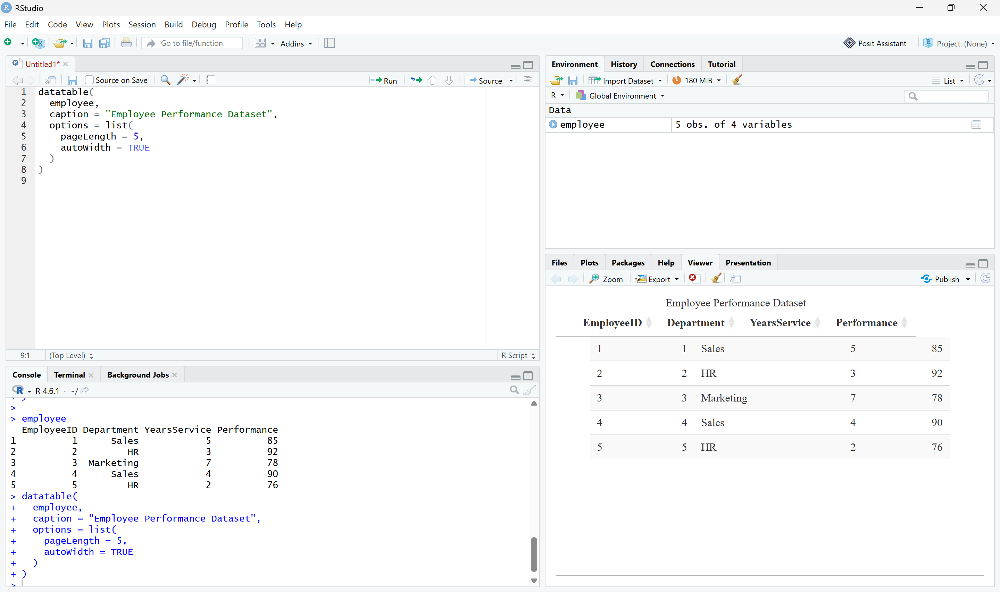 RStudio
File Edit Code View Plots Session Build Debug Profile Tools Help
Go to file/function Addins Posit Assistant Project: (None)
Untitled1*
Source on Save Run Source
1 datatable(
2   employee,
3   caption = "Employee Performance Dataset",
4   options = list(
5     pageLength = 5,
6     autoWidth = TRUE
7   )
8 )
9
9:1 (Top Level) R Script
Console Terminal Background Jobs
R 4.6.1 · ~/
+ )
>
> employee
  EmployeeID Department YearsService Performance
1          1      Sales            5          85
2          2         HR            3          92
3          3  Marketing            7          78
4          4      Sales            4          90
5          5         HR            2          76
> datatable(
+   employee,
+   caption = "Employee Performance Dataset",
+   options = list(
+     pageLength = 5,
+     autoWidth = TRUE
+   )
+ )
>
Environment History Connections Tutorial
Import Dataset 180 MiB List
R Global Environment
Data
employee 5 obs. of 4 variables
Files Plots Packages Help Viewer Presentation
Zoom Export Publish
Employee Performance Dataset
EmployeeID Department YearsService Performance
1 1 Sales 5 85
2 2 HR 3 92
3 3 Marketing 7 78
4 4 Sales 4 90
5 5 HR 2 76